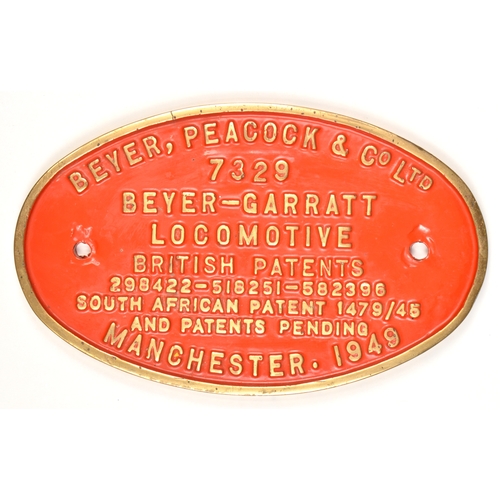 BEYER, PEACOCK & CO LTD
7329
BEYER-GARRATT
LOCOMOTIVE
BRITISH PATENTS
298422-518251-582396
SOUTH AFRICAN PATENT 1479/45
AND PATENTS PENDING
MANCHESTER. 1949